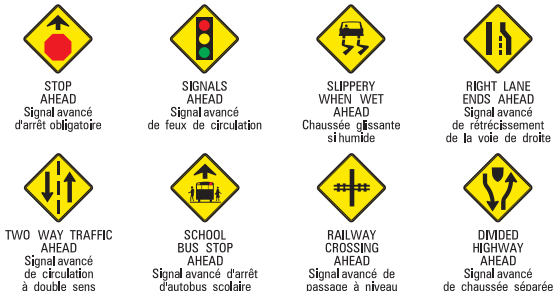 STOP
AHEAD
Signal avancé
d'arrêt obligatoire
SIGNALS
AHEAD
Signal avancé
de feux de circulation
SLIPPERY
WHEN WET
AHEAD
Chaussée glissante
si humide
RIGHT LANE
ENDS AHEAD
Signal avancé
de rétrécissement
de la voie de droite
TWO WAY TRAFFIC
AHEAD
Signal avancé
de circulation
à double sens
SCHOOL
BUS STOP
AHEAD
Signal avancé d'arrêt
d'autobus scolaire
RAILWAY
CROSSING
AHEAD
Signal avancé de
passage à niveau
DIVIDED
HIGHWAY
AHEAD
Signal avancé
de chaussée séparée